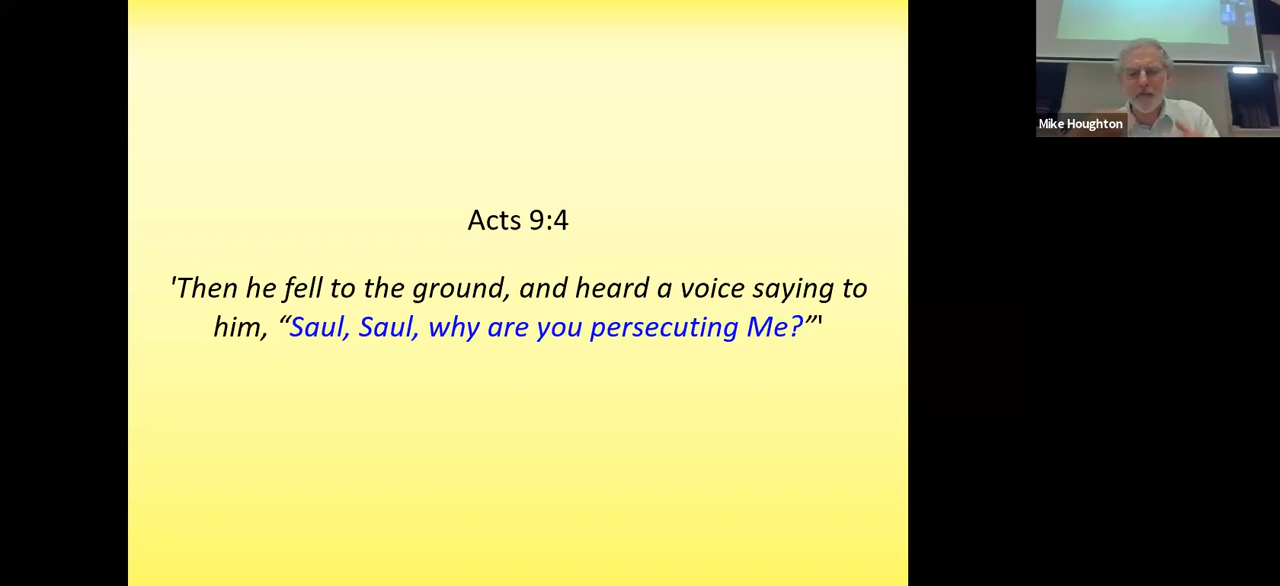 Acts 9:4
'Then he fell to the ground, and heard a voice saying to
him, “Saul, Saul, why are you persecuting Me?”'
Mike Houghton